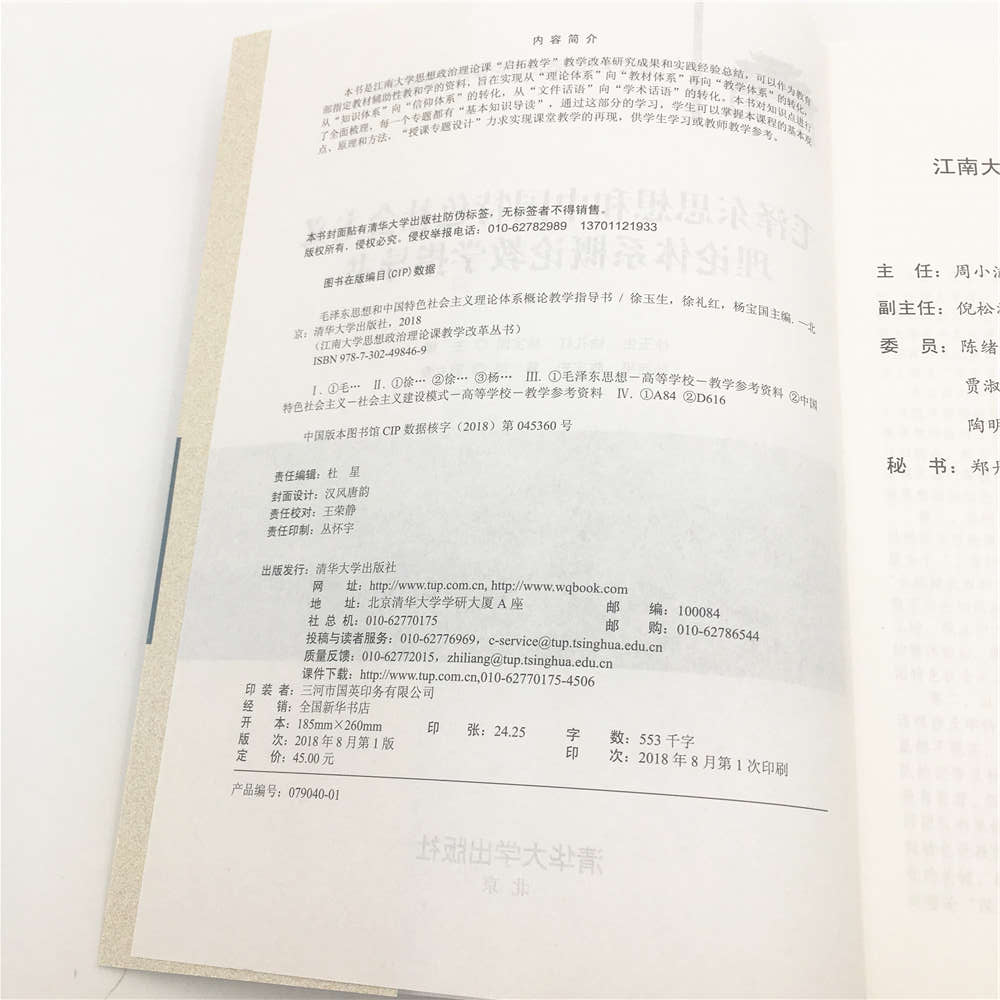 内容简介
本书是江南大学思想政治理论课“启拓教学”教学改革研究成果和实践经验总结,可以作为教育
部指定教材辅助性教和学的资料,旨在实现从“理论体系”向“教材体系”再向“教学体系”的转化,
从“知识体系”向“信仰体系”的转化,从“文件话语”向“学术话语”的转化。本书对知识点进行
了全面梳理,每一个专题都有“基本知识导读”,通过这部分的学习,学生可以掌握本课程的基本观
点、原理和方法,“授课专题设计”力求实现课堂教学的再现,供学生学习或教师教学参考。
本书封面贴有清华大学出版社防伪标签,无标签者不得销售。
版权所有,侵权必究。侵权举报电话:010-62782989 13701121933
图书在版编目(CIP)数据
毛泽东思想和中国特色社会主义理论体系概论教学指导书 / 徐玉生,徐礼红,杨宝国主编. —北
京:清华大学出版社,2018
(江南大学思想政治理论课教学改革丛书)
ISBN 978-7-302-49846-9
Ⅰ. ①毛… Ⅱ. ①徐… ②徐… ③杨… Ⅲ. ①毛泽东思想-高等学校-教学参考资料 ②中国
特色社会主义-社会主义建设模式-高等学校-教学参考资料 Ⅳ. ①A84 ②D616
中国版本图书馆 CIP 数据核字(2018)第 045360 号
责任编辑:杜 星
封面设计:汉风唐韵
责任校对:王荣静
责任印制:丛怀宇
出版发行:清华大学出版社
网 址:http://www.tup.com.cn, http://www.wqbook.com
地 址:北京清华大学学研大厦 A 座 邮 编:100084
社 总 机:010-62770175 邮 购:010-62786544
投稿与读者服务:010-62776969, c-service@tup.tsinghua.edu.cn
质量反馈:010-62772015, zhiliang@tup.tsinghua.edu.cn
课件下载:http://www.tup.com.cn,010-62770175-4506
印 装 者:三河市国英印务有限公司
经 销:全国新华书店
开 本:185mm×260mm 印 张:24.25 字 数:553 千字
版 次:2018 年 8 月第 1 版 印 次:2018 年 8 月第 1 次印刷
定 价:45.00 元
产品编号:079040-01
江南大
主 任:周小
副主任:倪松
委 员:陈绪
贾淑
陶明
秘 书:郑丹